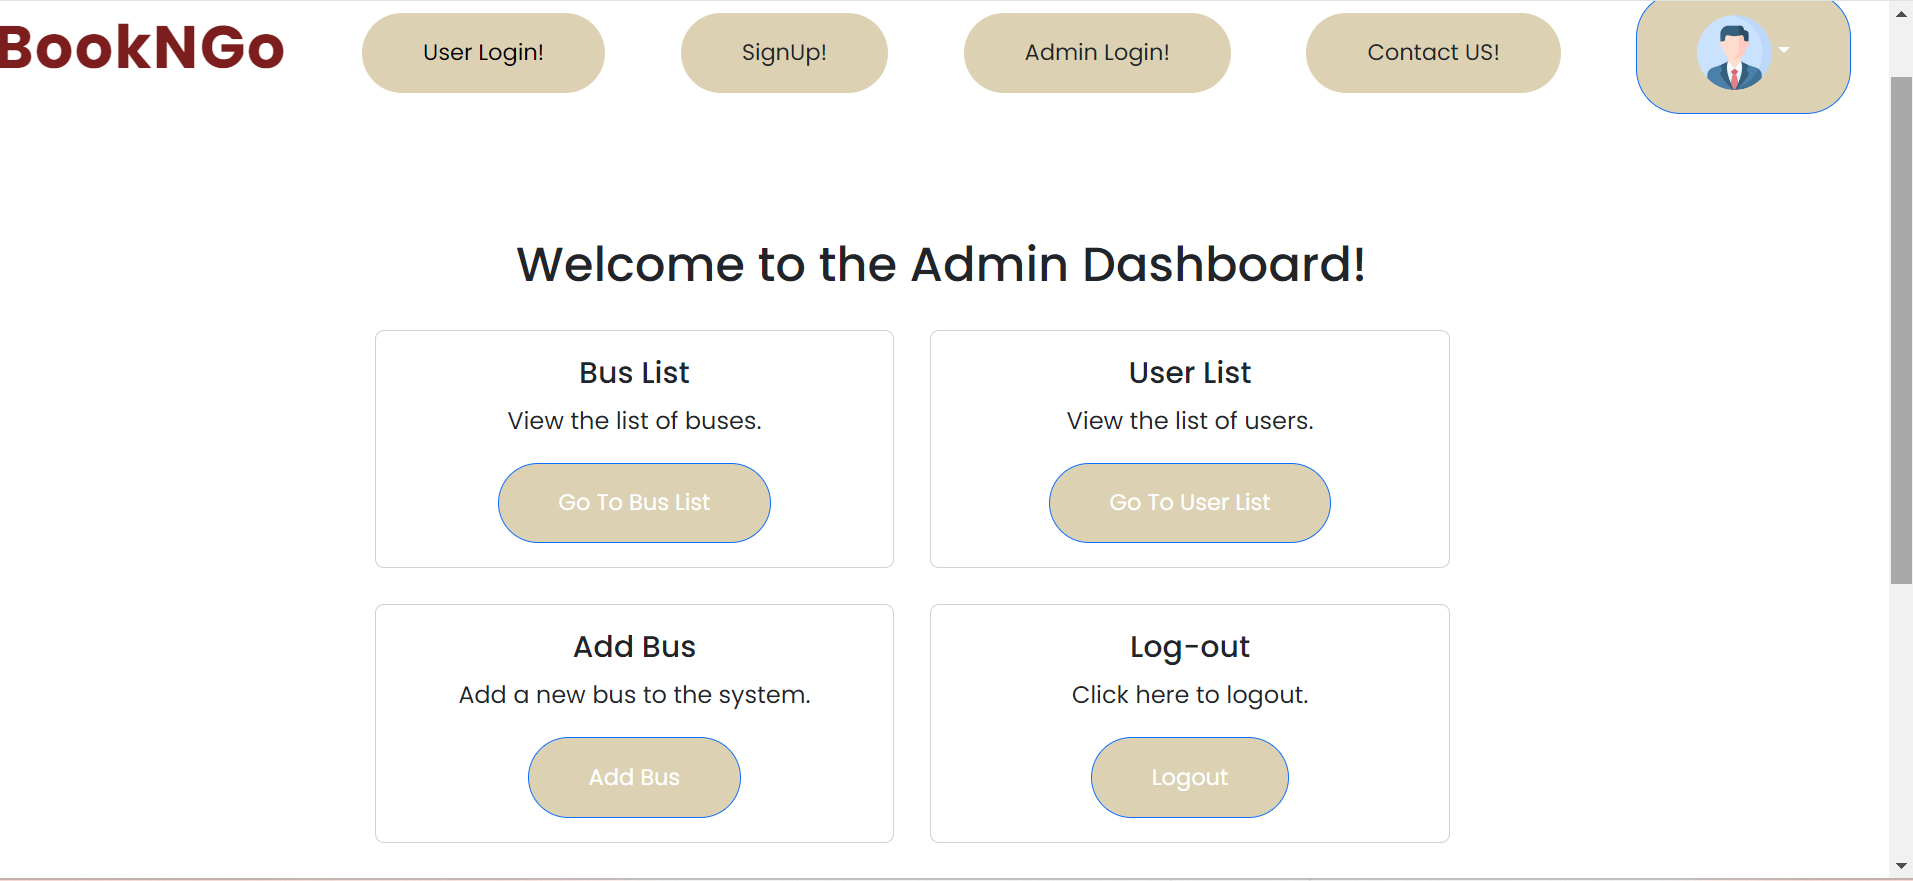 BookNGo
User Login!
SignUp!
Admin Login!
Contact US!
Welcome to the Admin Dashboard!
Bus List
View the list of buses.
Go To Bus List
User List
View the list of users.
Go To User List
Add Bus
Add a new bus to the system.
Add Bus
Log-out
Click here to logout.
Logout